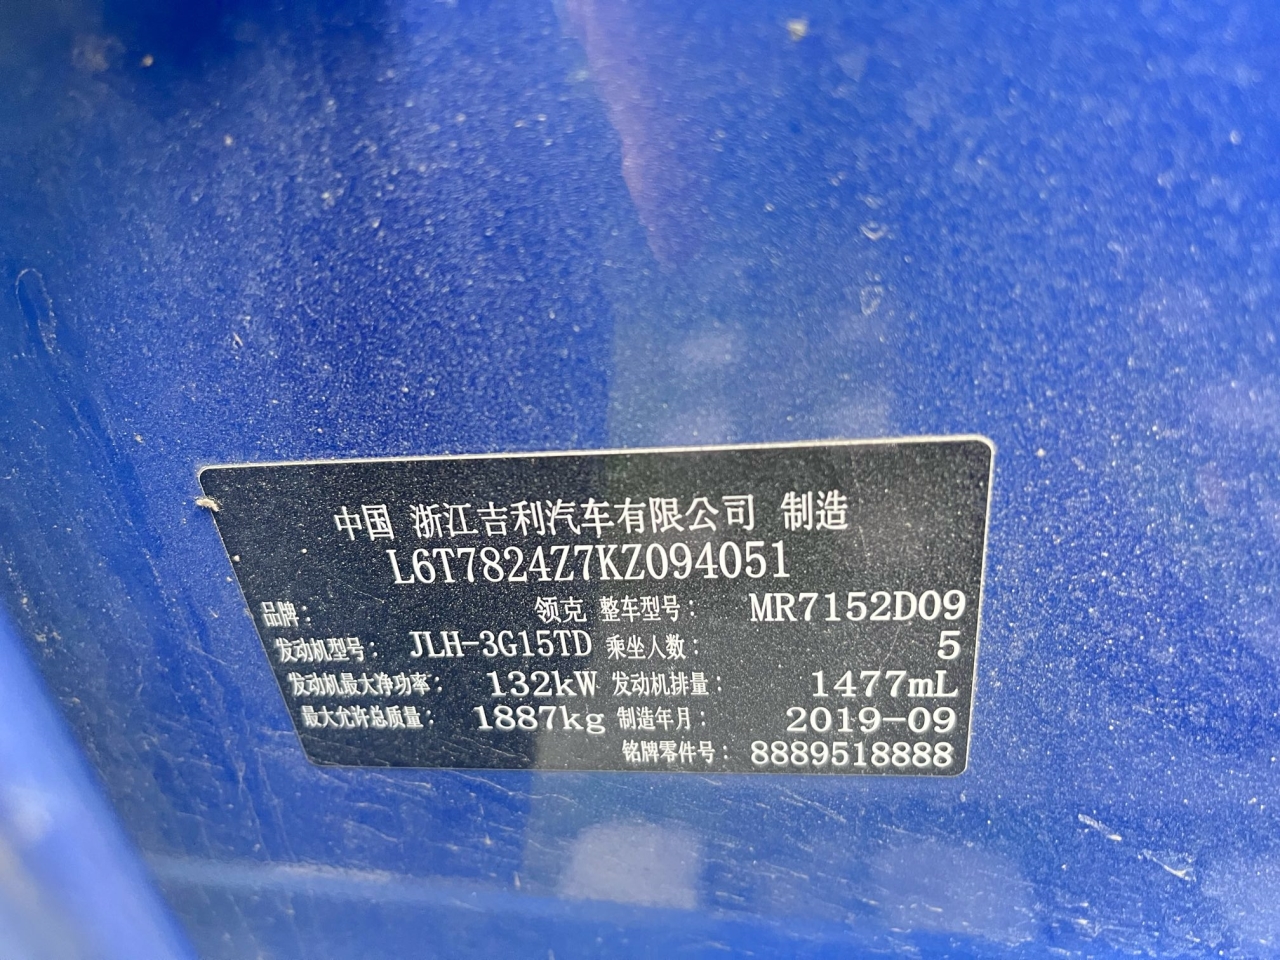 中国 浙江吉利汽车有限公司 制造
L6T7824Z7KZ094051
品牌: 领克 整车型号: MR7152D09
发动机型号: JLH-3G15TD 乘坐人数: 5
发动机最大净功率: 132kW 发动机排量: 1477mL
最大允许总质量: 1887kg 制造年月: 2019-09
铭牌零件号: 8889518888